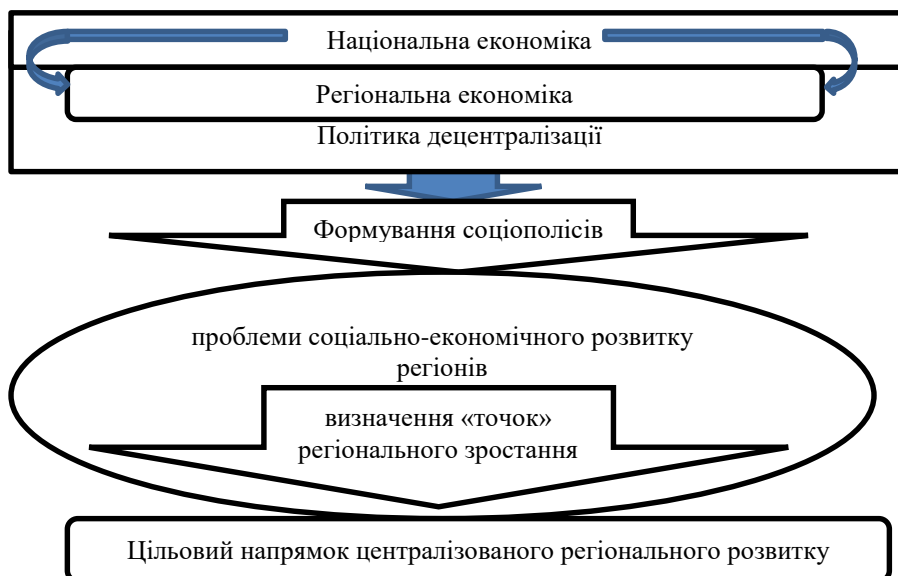 Національна економіка
Регіональна економіка
Політика децентралізації
Формування соціополісів
проблеми соціально-економічного розвитку
регіонів
визначення «точок»
регіонального зростання
Цільовий напрямок централізованого регіонального розвитку